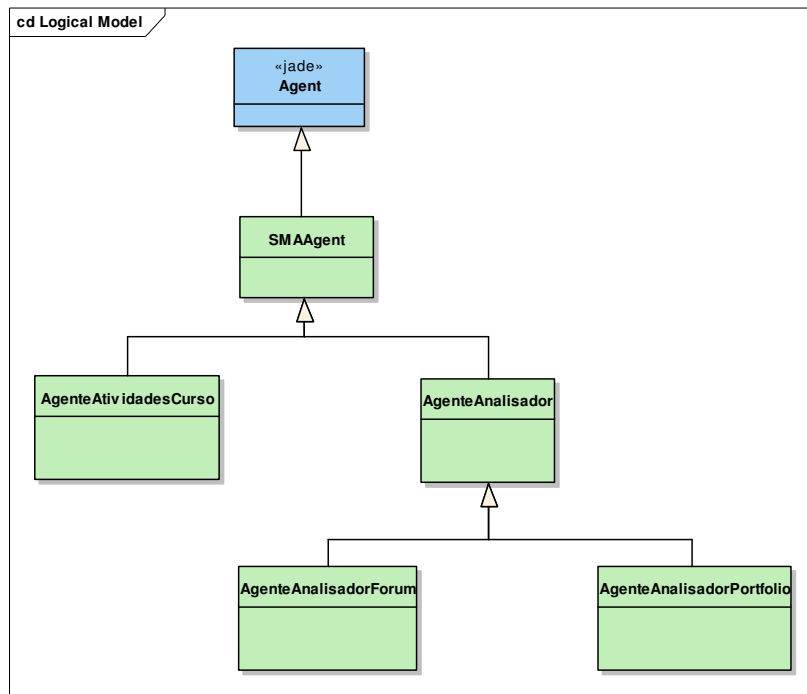 cd Logical Model
«jade»
Agent
SMAAgent
AgenteAtividadesCurso
AgenteAnalisador
AgenteAnalisadorForum
AgenteAnalisadorPortfolio